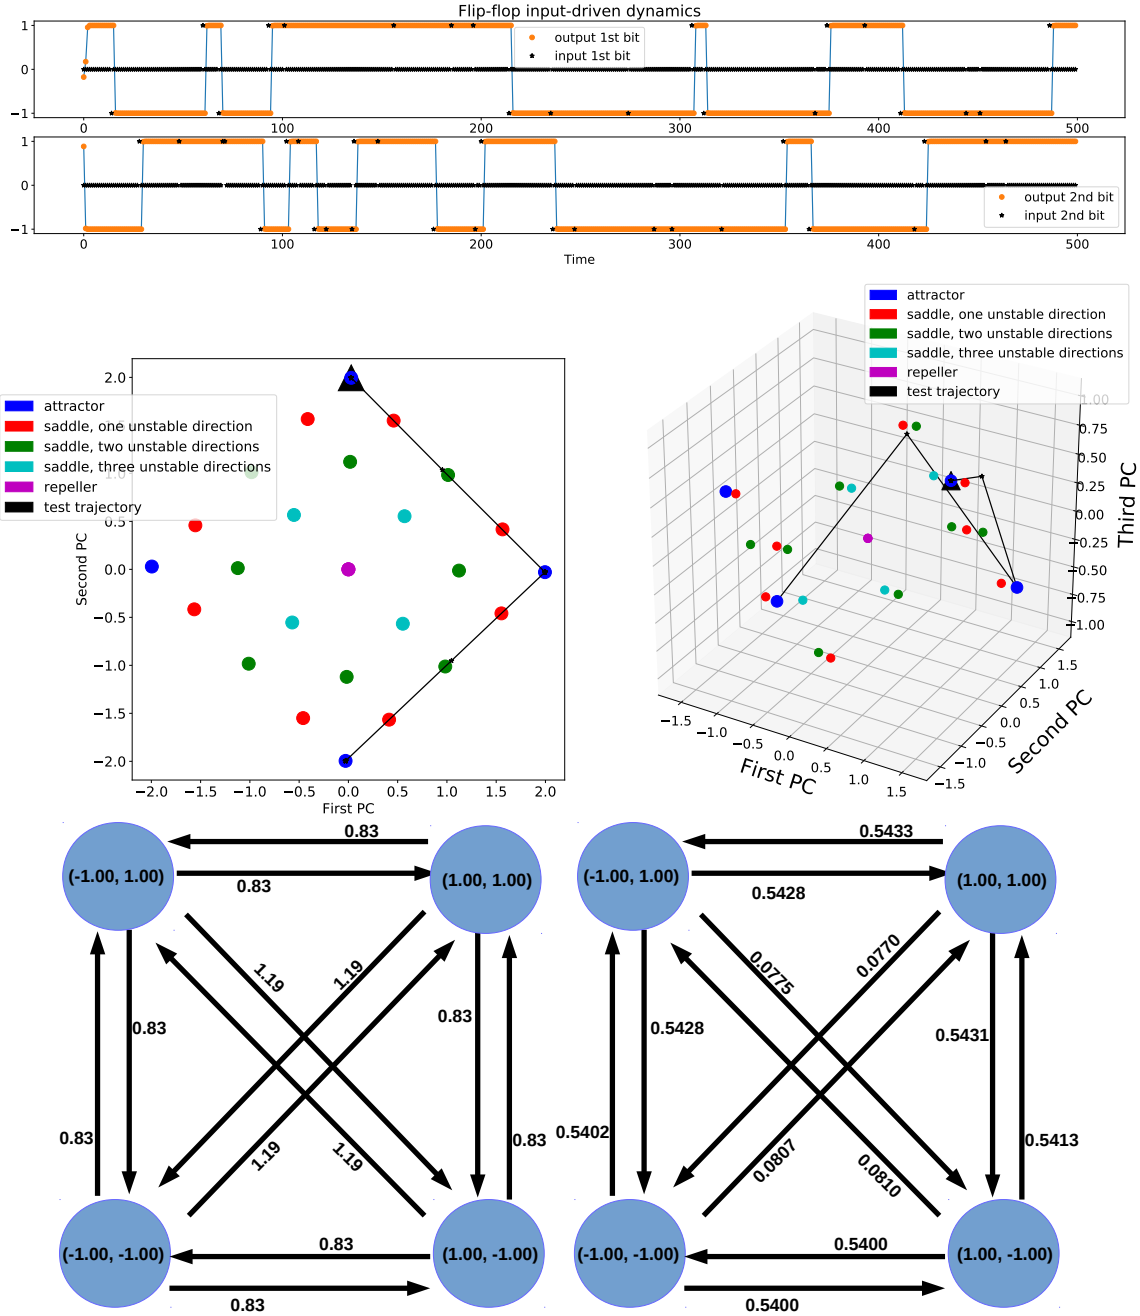 Flip-flop input-driven dynamics
1
0
−1
output 1st bit
input 1st bit
0 100 200 300 400 500
1
0
−1
output 2nd bit
input 2nd bit
0 100 200 300 400 500
Time
attractor
saddle, one unstable direction
saddle, two unstable directions
saddle, three unstable directions
repeller
test trajectory
2.0
1.0
0.5
0.0
−0.5
−1.0
−1.5
−2.0
Second PC
−2.0 −1.5 −1.0 −0.5 0.0 0.5 1.0 1.5 2.0
First PC
attractor
saddle, one unstable direction
saddle, two unstable directions
saddle, three unstable directions
repeller
test trajectory
1.00
0.75
0.50
0.25
0.00
−0.25
−0.50
−0.75
−1.00
Third PC
1.5
1.0
0.5
0.0
−0.5
−1.0
−1.5
Second PC
−1.5 −1.0 −0.5 0.0 0.5 1.0 1.5
First PC
(-1.00, 1.00)
0.83
0.83
(1.00, 1.00)
1.19
1.19
0.83
0.83
0.83
0.83
1.19
1.19
(-1.00, -1.00)
0.83
0.83
(1.00, -1.00)
(-1.00, 1.00)
0.5433
0.5428
(1.00, 1.00)
0.0775
0.0770
0.5428
0.5431
0.5402
0.5413
0.0807
0.0810
(-1.00, -1.00)
0.5400
0.5400
(1.00, -1.00)